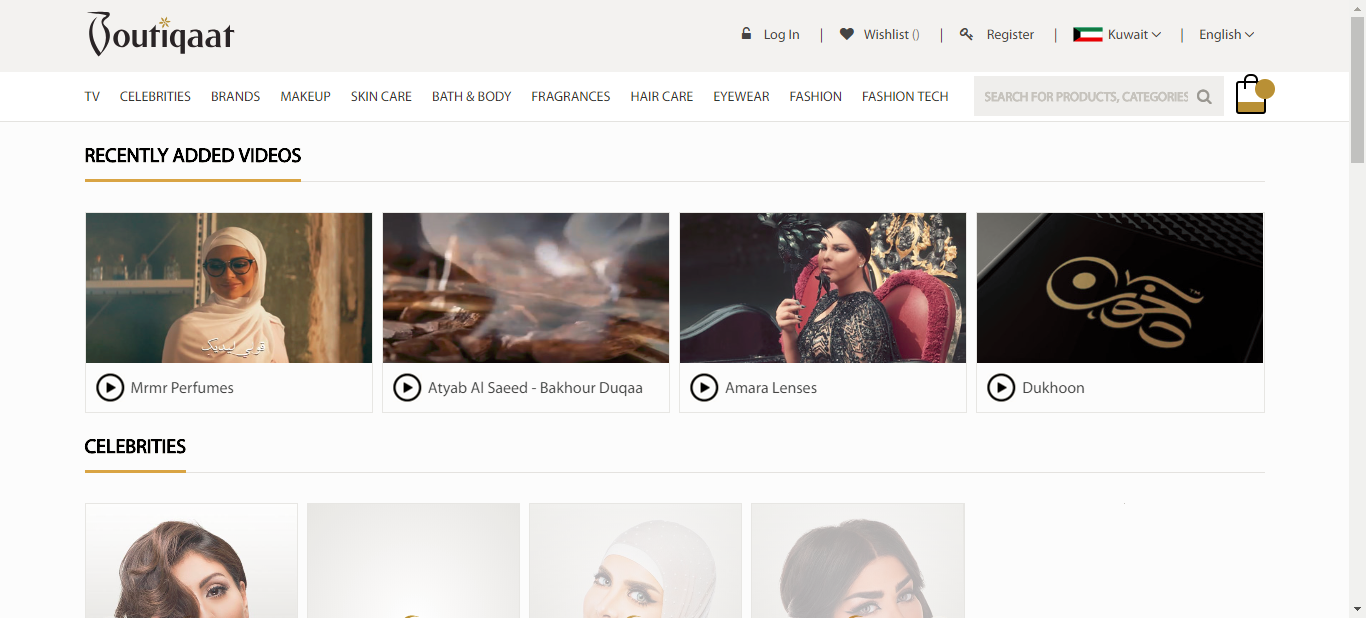 Boutiqaat
Log In | Wishlist () | Register | Kuwait | English
TV CELEBRITIES BRANDS MAKEUP SKIN CARE BATH & BODY FRAGRANCES HAIR CARE EYEWEAR FASHION FASHION TECH SEARCH FOR PRODUCTS, CATEGORIES
RECENTLY ADDED VIDEOS
دخون
Mrmr Perfumes
Atyab Al Saeed - Bakhour Duqaa
Amara Lenses
Dukhoon
CELEBRITIES